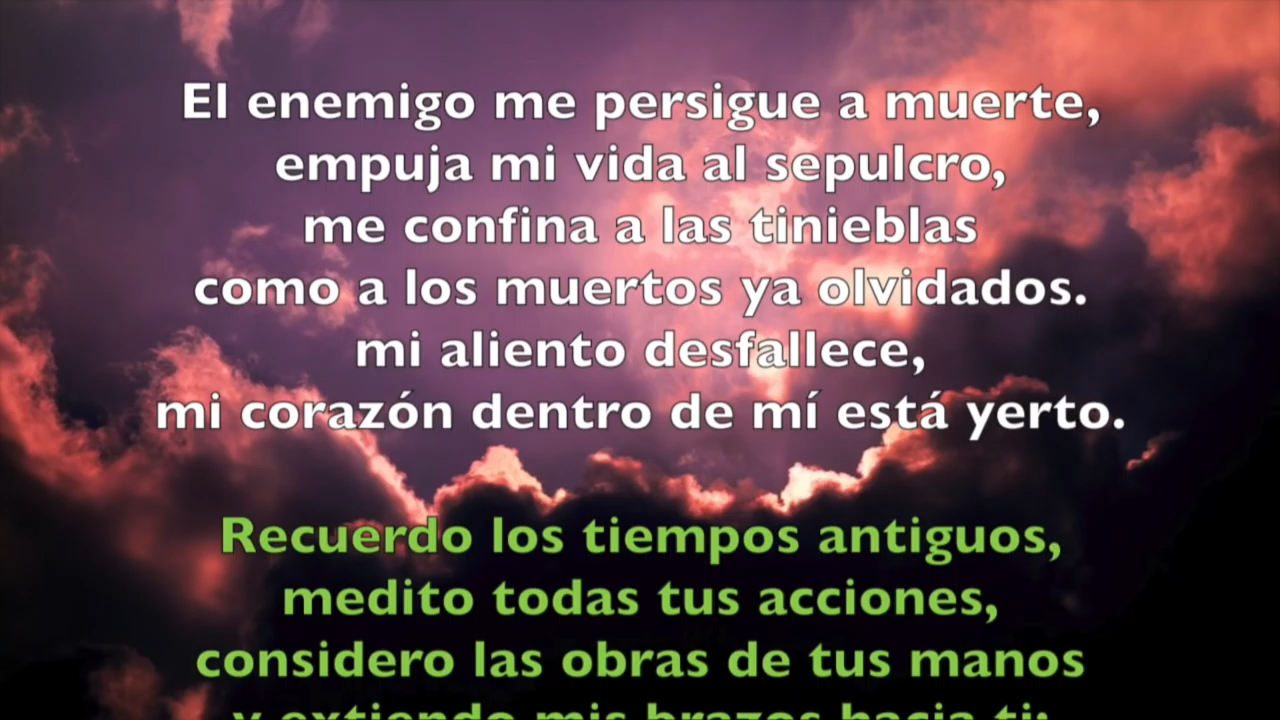 El enemigo me persigue a muerte,
empuja mi vida al sepulcro,
me confina a las tinieblas
como a los muertos ya olvidados.
mi aliento desfallece,
mi corazón dentro de mí está yerto.
Recuerdo los tiempos antiguos,
medito todas tus acciones,
considero las obras de tus manos
y extiendo mis brazos hacia ti: